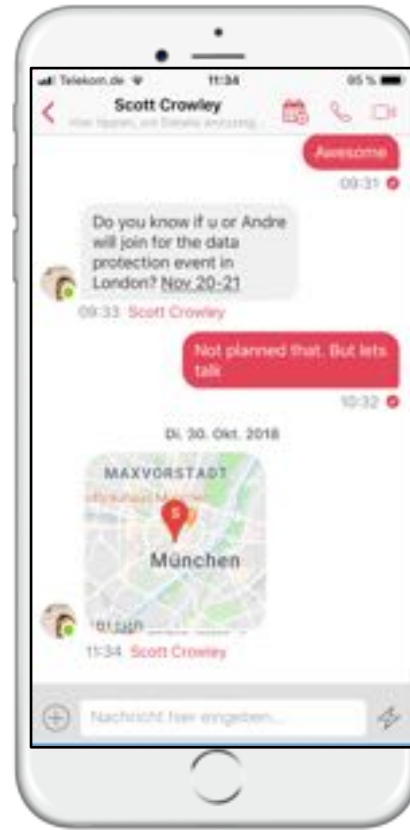 Telekom.de 11:34 95 %
Scott Crowley
Awesome
09:31
Do you know if u or Andre
will join for the data
protection event in
London? Nov 20-21
09:33 Scott Crowley
Not planned that. But lets
talk
10:32
Di. 30. Okt. 2018
MAXVORSTADT
S
München
11:34 Scott Crowley
Nachricht hier eingeben...